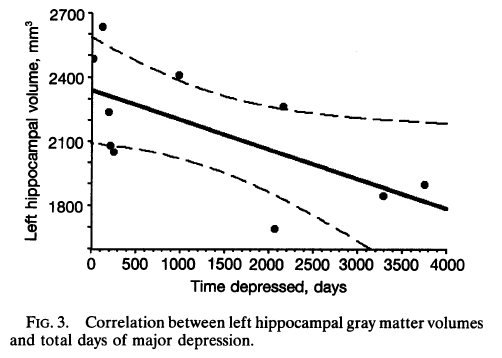 2700
2400
2100
1800
Left hippocampal volume, mm³
0 500 1000 1500 2000 2500 3000 3500 4000
Time depressed, days
FIG. 3. Correlation between left hippocampal gray matter volumes
and total days of major depression.